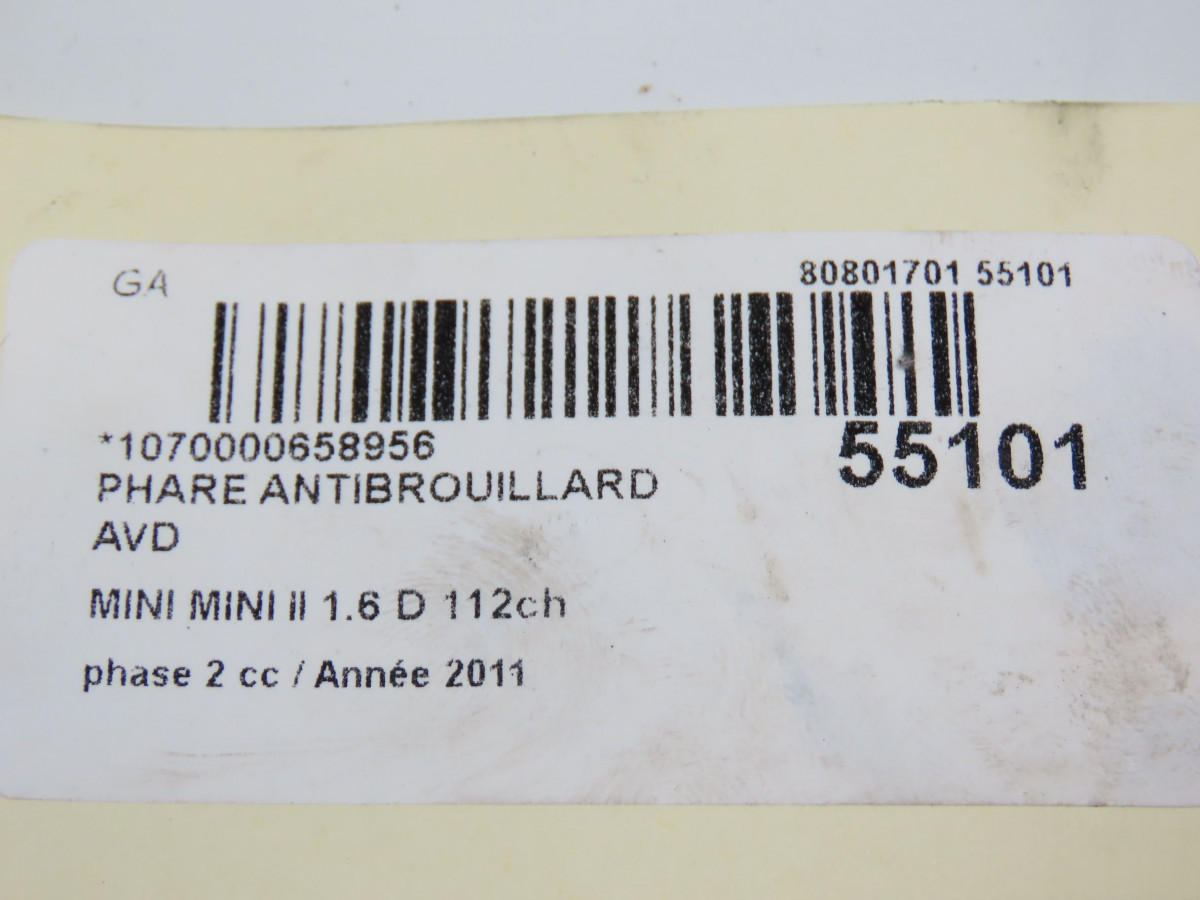 GA
80801701 55101
*1070000658956
55101
PHARE ANTIBROUILLARD
AVD
MINI MINI II 1.6 D 112ch
phase 2 cc / Année 2011